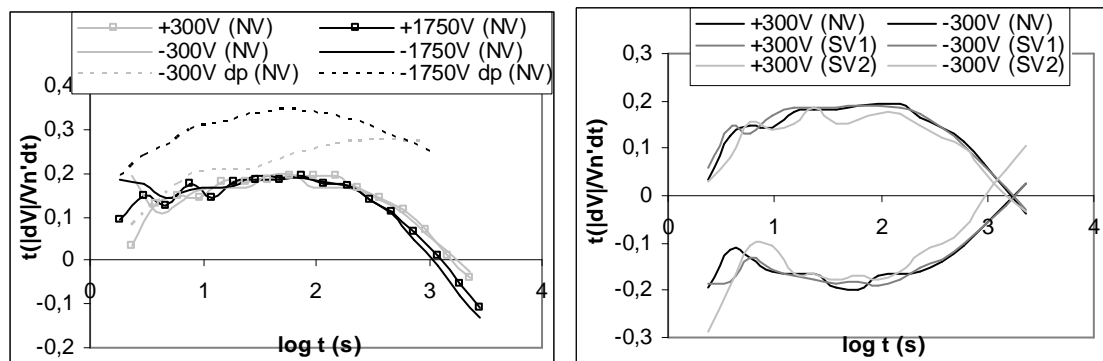 +300V (NV) +1750V (NV)
-300V (NV) -1750V (NV)
-300V dp (NV) -1750V dp (NV)
0,4
0,3
0,2
0,1
0
-0,1
-0,2
0 1 2 3 4
t(|dV|/Vn'dt)
log t (s)
+300V (NV) -300V (NV)
+300V (SV1) -300V (SV1)
+300V (SV2) -300V (SV2)
0,3
0,2
0,1
0
-0,1
-0,2
-0,3
0 1 2 3 4
t(|dV|/Vn'dt)
log t (s)